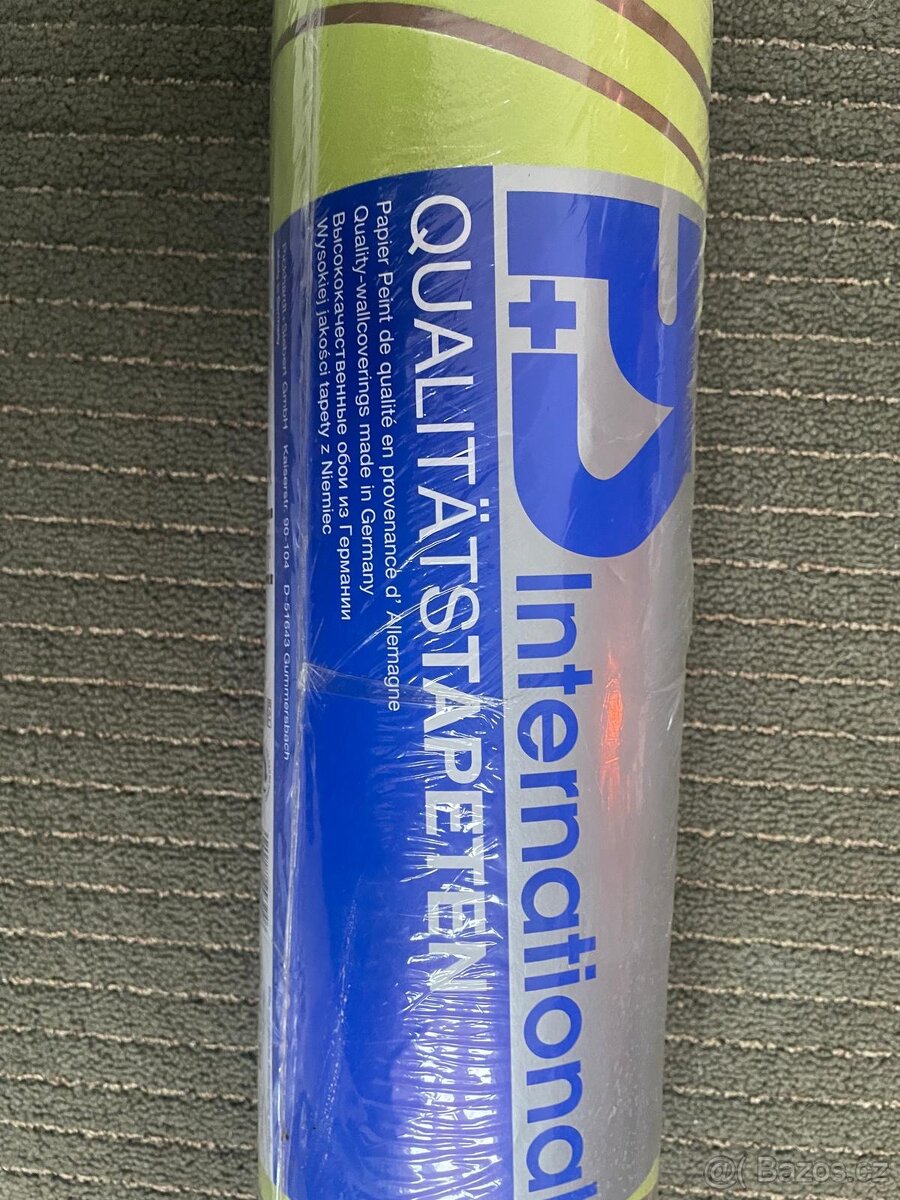 P+S International
QUALITÄTSTAPETEN
Papier Peint de qualité en provenance d' Allemagne
Quality-wallcoverings made in Germany
Высококачественные обои из Германии
Wysokiej jakości tapety z Niemiec
GmbH Kaiserstr. 90-104 D-51643 Gummersbach
@( Bazos.cz